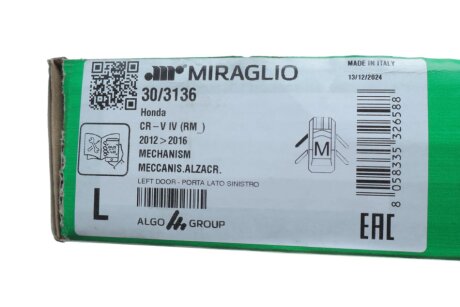 MIRAGLIO
MADE IN ITALY
13/12/2024
30/3136
Honda
CR-V IV (RM_)
2012>2016
MECHANISM
MECCANIS.ALZACR.
LEFT DOOR - PORTA LATO SINISTRO
M
L
ALGO GROUP
EAC
8 058335 326588